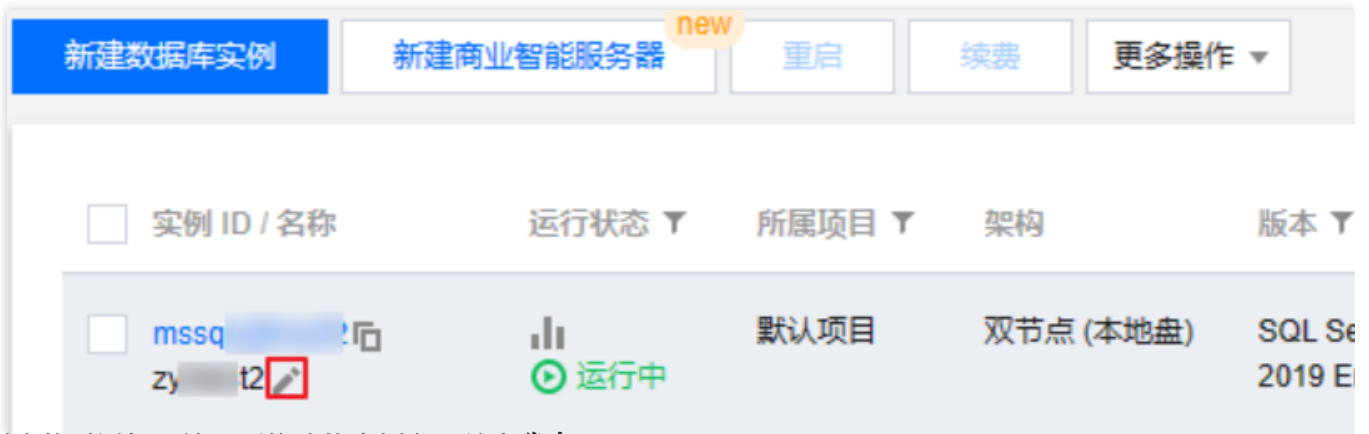 新建数据库实例 新建商业智能服务器 new 重启 续费 更多操作
实例 ID / 名称 运行状态 所属项目 架构 版本
mssq 默认项目 双节点 (本地盘) SQL Se
zy t2 运行中 2019 E